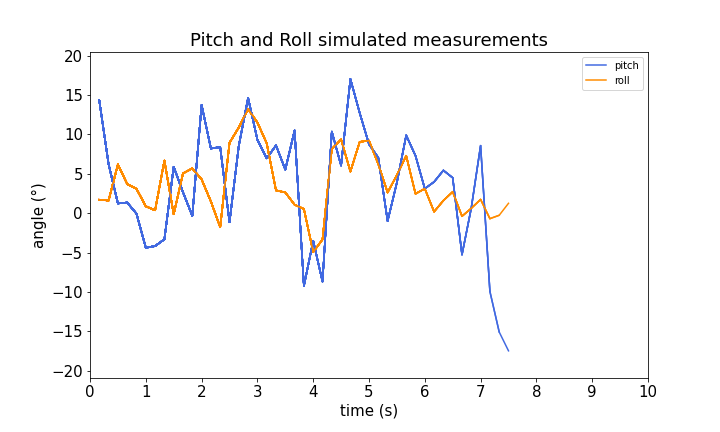 Pitch and Roll simulated measurements
pitch
roll
20
15
10
5
0
−5
−10
−15
−20
angle (°)
0 1 2 3 4 5 6 7 8 9 10
time (s)